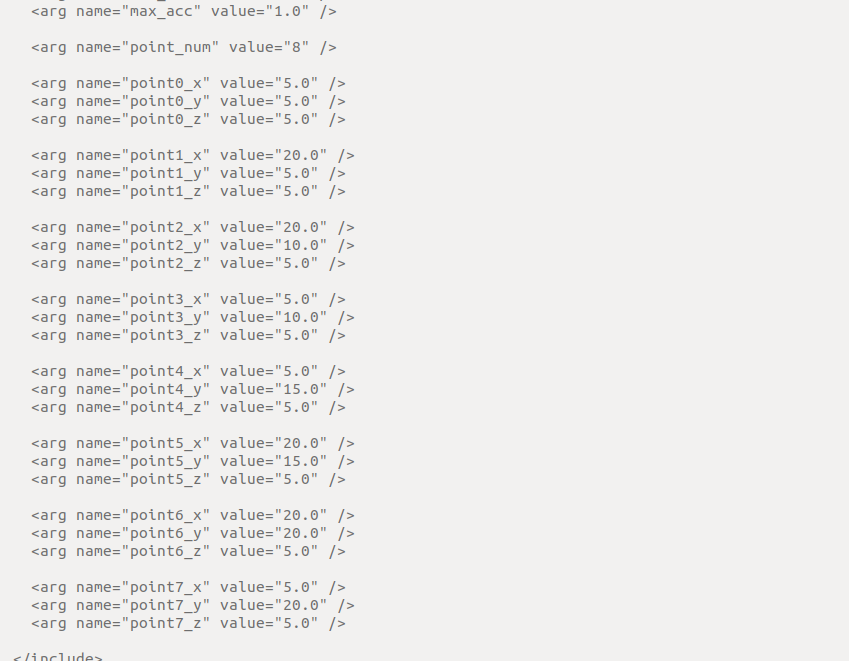 <arg name="max_acc" value="1.0" />
<arg name="point_num" value="8" />
<arg name="point0_x" value="5.0" />
<arg name="point0_y" value="5.0" />
<arg name="point0_z" value="5.0" />
<arg name="point1_x" value="20.0" />
<arg name="point1_y" value="5.0" />
<arg name="point1_z" value="5.0" />
<arg name="point2_x" value="20.0" />
<arg name="point2_y" value="10.0" />
<arg name="point2_z" value="5.0" />
<arg name="point3_x" value="5.0" />
<arg name="point3_y" value="10.0" />
<arg name="point3_z" value="5.0" />
<arg name="point4_x" value="5.0" />
<arg name="point4_y" value="15.0" />
<arg name="point4_z" value="5.0" />
<arg name="point5_x" value="20.0" />
<arg name="point5_y" value="15.0" />
<arg name="point5_z" value="5.0" />
<arg name="point6_x" value="20.0" />
<arg name="point6_y" value="20.0" />
<arg name="point6_z" value="5.0" />
<arg name="point7_x" value="5.0" />
<arg name="point7_y" value="20.0" />
<arg name="point7_z" value="5.0" />
</include>